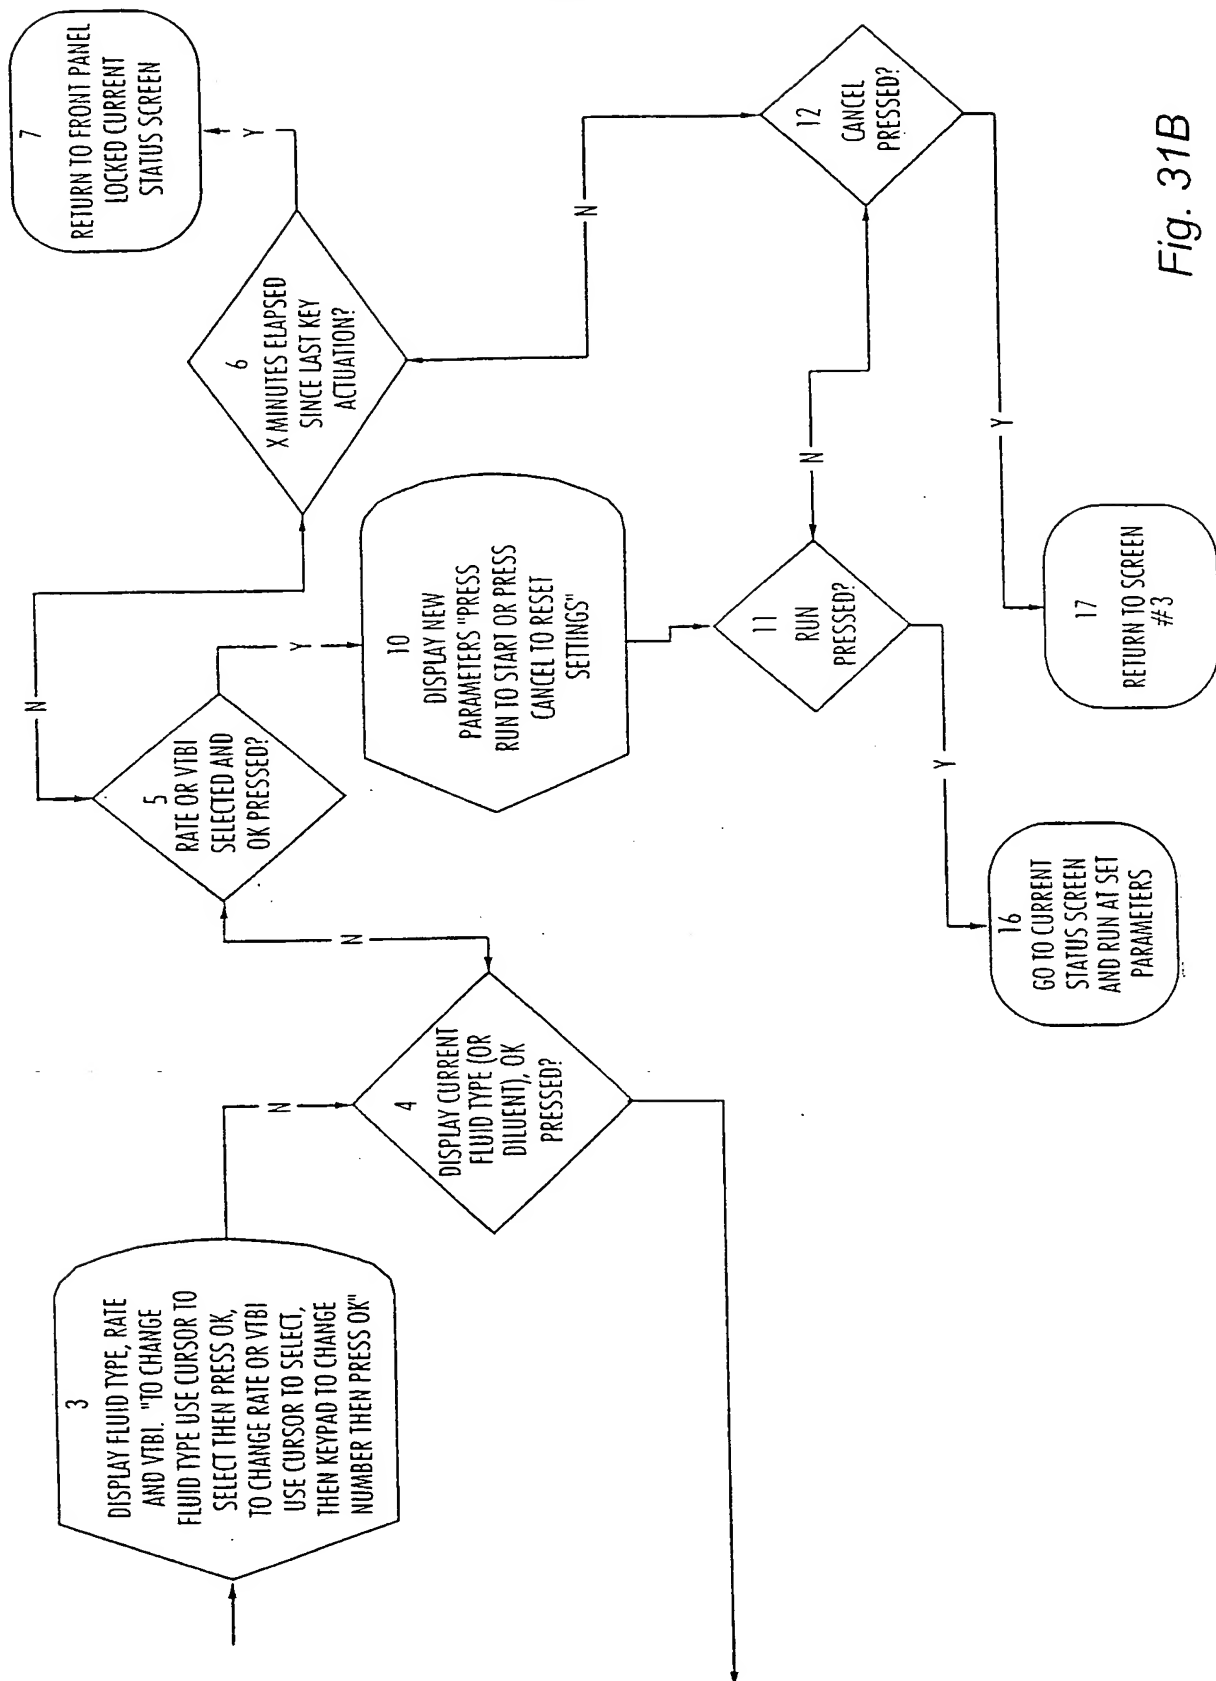 3
DISPLAY FLUID TYPE, RATE
AND VTBI. "TO CHANGE
FLUID TYPE USE CURSOR TO
SELECT THEN PRESS OK,
TO CHANGE RATE OR VTBI
USE CURSOR TO SELECT,
THEN KEYPAD TO CHANGE
NUMBER THEN PRESS OK"
N
4
DISPLAY CURRENT
FLUID TYPE (OR
DILUENT), OK
PRESSED?
N
5
RATE OR VTBI
SELECTED AND
OK PRESSED?
N
Y
6
X MINUTES ELAPSED
SINCE LAST KEY
ACTUATION?
Y
7
RETURN TO FRONT PANEL
LOCKED CURRENT
STATUS SCREEN
N
10
DISPLAY NEW
PARAMETERS "PRESS
RUN TO START OR PRESS
CANCEL TO RESET
SETTINGS"
11
RUN
PRESSED?
N
Y
12
CANCEL
PRESSED?
Y
16
GO TO CURRENT
STATUS SCREEN
AND RUN AT SET
PARAMETERS
17
RETURN TO SCREEN
#3
Fig. 31B